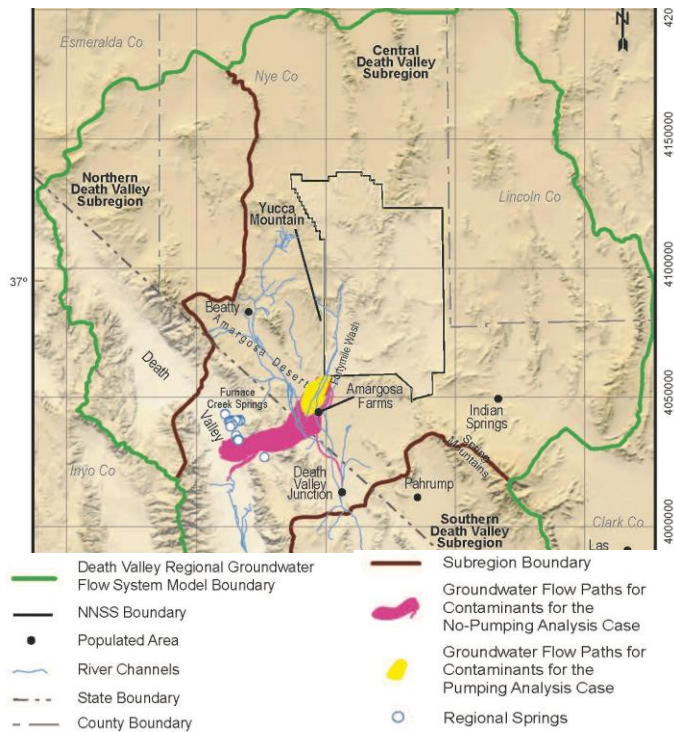 Esmeralda Co
Nye Co
Central
Death Valley
Subregion
N
420
4150000
Northern
Death Valley
Subregion
Yucca
Mountain
Lincoln Co
37º
4100000
Beatty
Amargosa Desert
Fortymile Wash
Death
Valley
Furnace
Creek Springs
Amargosa
Farms
Indian
Springs
4050000
Inyo Co
Death
Valley
Junction
Spring
Mountains
Pahrump
Southern
Death Valley
Subregion
Clark Co
Las
4000000
Death Valley Regional Groundwater
Flow System Model Boundary
NNSS Boundary
Populated Area
River Channels
State Boundary
County Boundary
Subregion Boundary
Groundwater Flow Paths for
Contaminants for the
No-Pumping Analysis Case
Groundwater Flow Paths for
Contaminants for the
Pumping Analysis Case
Regional Springs